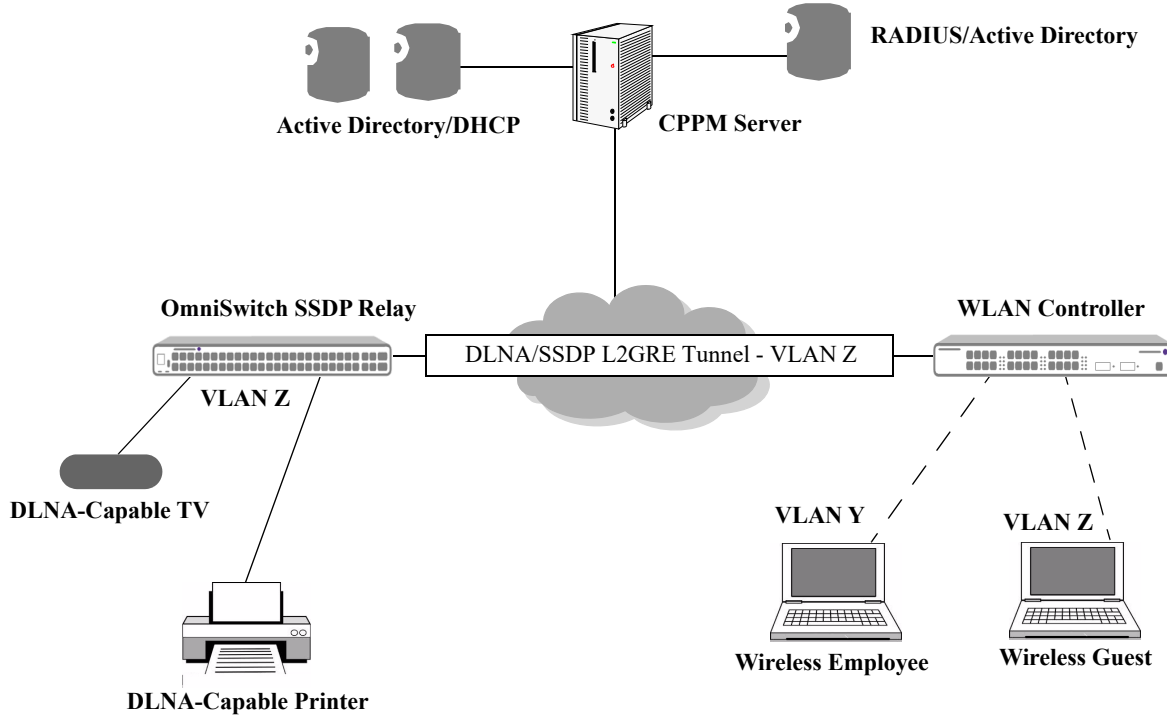 RADIUS/Active Directory
Active Directory/DHCP
CPPM Server
OmniSwitch SSDP Relay
WLAN Controller
DLNA/SSDP L2GRE Tunnel - VLAN Z
VLAN Z
DLNA-Capable TV
VLAN Y
VLAN Z
Wireless Employee
Wireless Guest
DLNA-Capable Printer